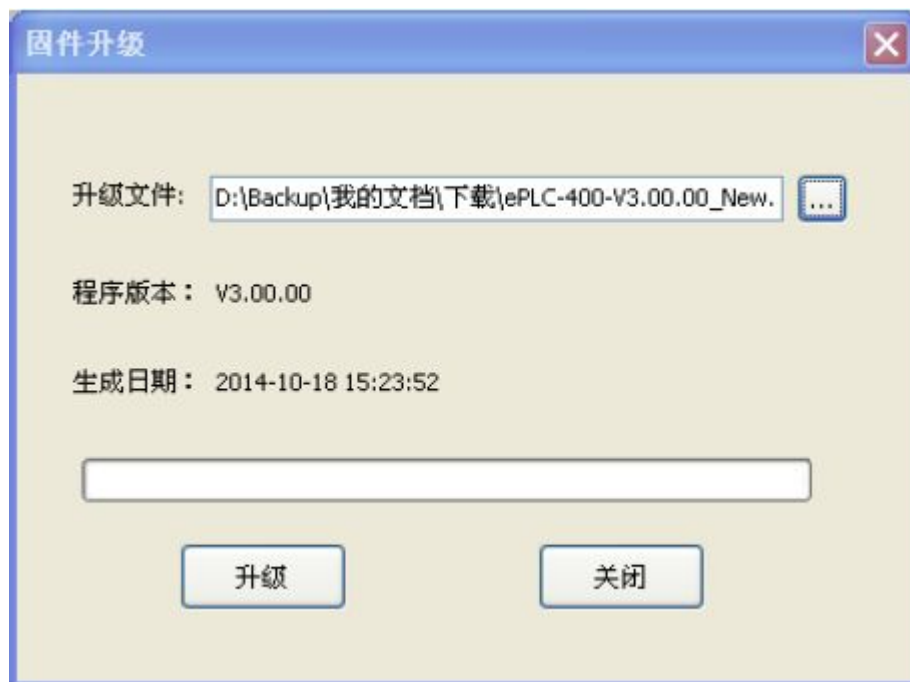 固件升级
升级文件: D:\Backup\我的文档\下载\ePLC-400-V3.00.00_New. ...
程序版本： V3.00.00
生成日期： 2014-10-18 15:23:52
升级 关闭